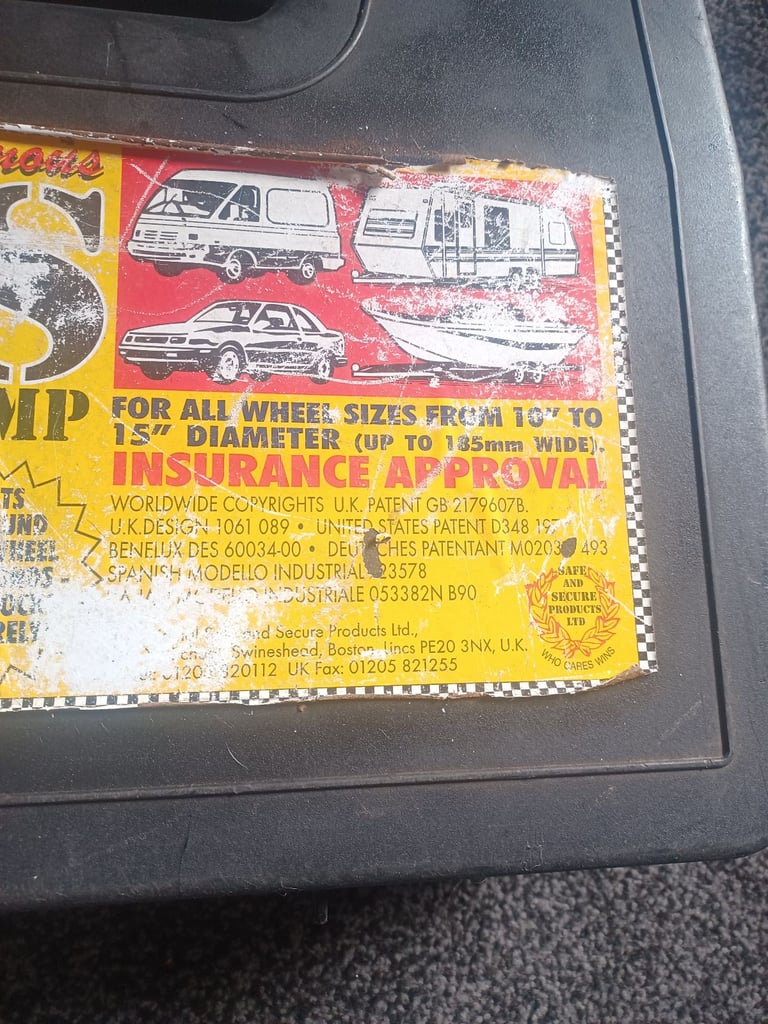 S
MP
FOR ALL WHEEL SIZES FROM 10" TO
15" DIAMETER (UP TO 185mm WIDE).
INSURANCE APPROVAL
WORLDWIDE COPYRIGHTS U.K. PATENT GB 2179607B.
U.K. DESIGN 1061 089 • UNITED STATES PATENT D348
BENELUX DES 60034-00 • 493
SPANISH MODELLO INDUSTRIAL 23578
INDUSTRIALE 053382N B90
and Secure Products Ltd.,
Swineshead, Boston, Lincs PE20 3NX, U.K.
820112 UK Fax: 01205 821255
SAFE
AND
SECURE
PRODUCTS
LTD
WHO CARES WINS